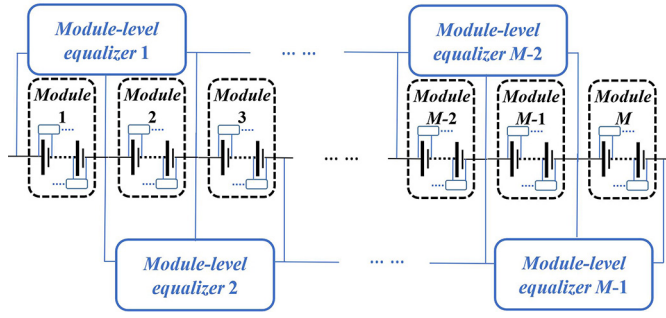 Module-level
equalizer 1
... ...
Module-level
equalizer M-2
Module
1
Module
2
Module
3
Module
M-2
Module
M-1
Module
M
... ...
Module-level
equalizer 2
... ...
Module-level
equalizer M-1